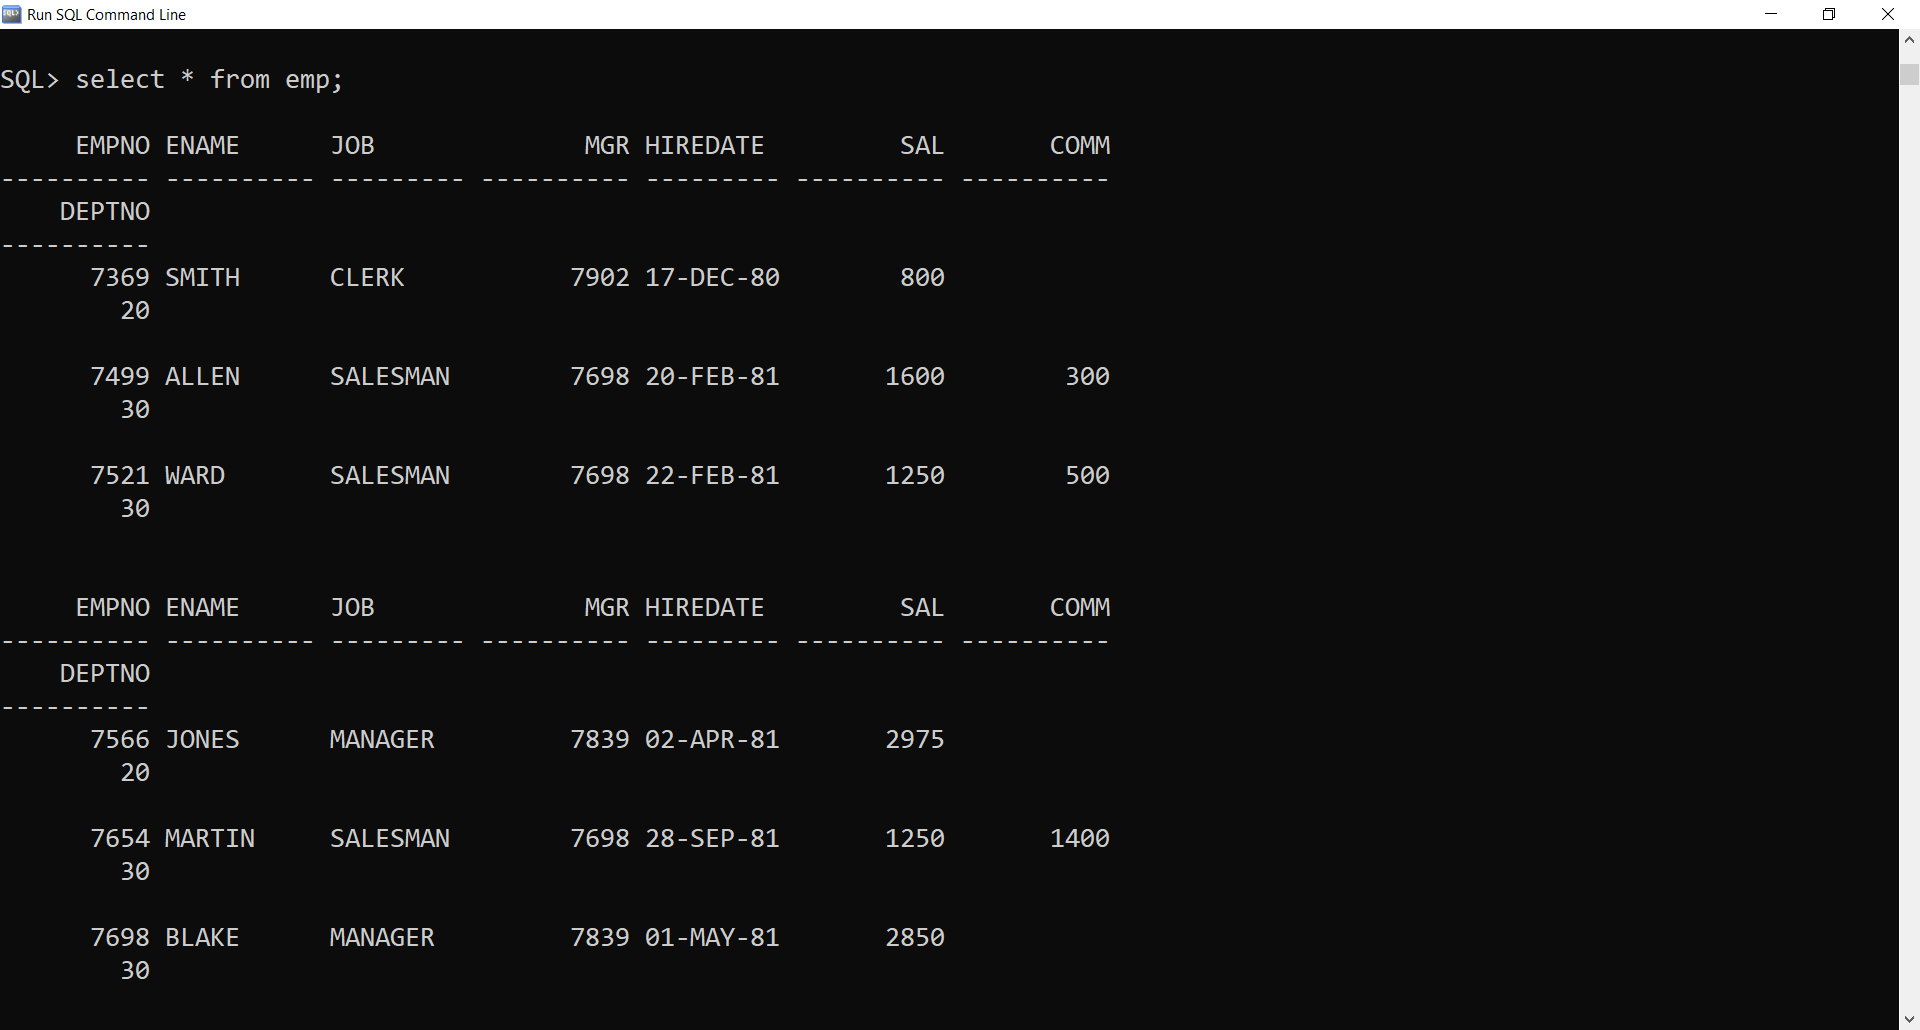 Run SQL Command Line
SQL> select * from emp;
     EMPNO ENAME      JOB              MGR HIREDATE         SAL       COMM
---------- ---------- --------- ---------- --------- ---------- ----------
    DEPTNO
----------
      7369 SMITH      CLERK           7902 17-DEC-80        800
        20
      7499 ALLEN      SALESMAN        7698 20-FEB-81       1600        300
        30
      7521 WARD       SALESMAN        7698 22-FEB-81       1250        500
        30
     EMPNO ENAME      JOB              MGR HIREDATE         SAL       COMM
---------- ---------- --------- ---------- --------- ---------- ----------
    DEPTNO
----------
      7566 JONES      MANAGER         7839 02-APR-81       2975
        20
      7654 MARTIN     SALESMAN        7698 28-SEP-81       1250       1400
        30
      7698 BLAKE      MANAGER         7839 01-MAY-81       2850
        30